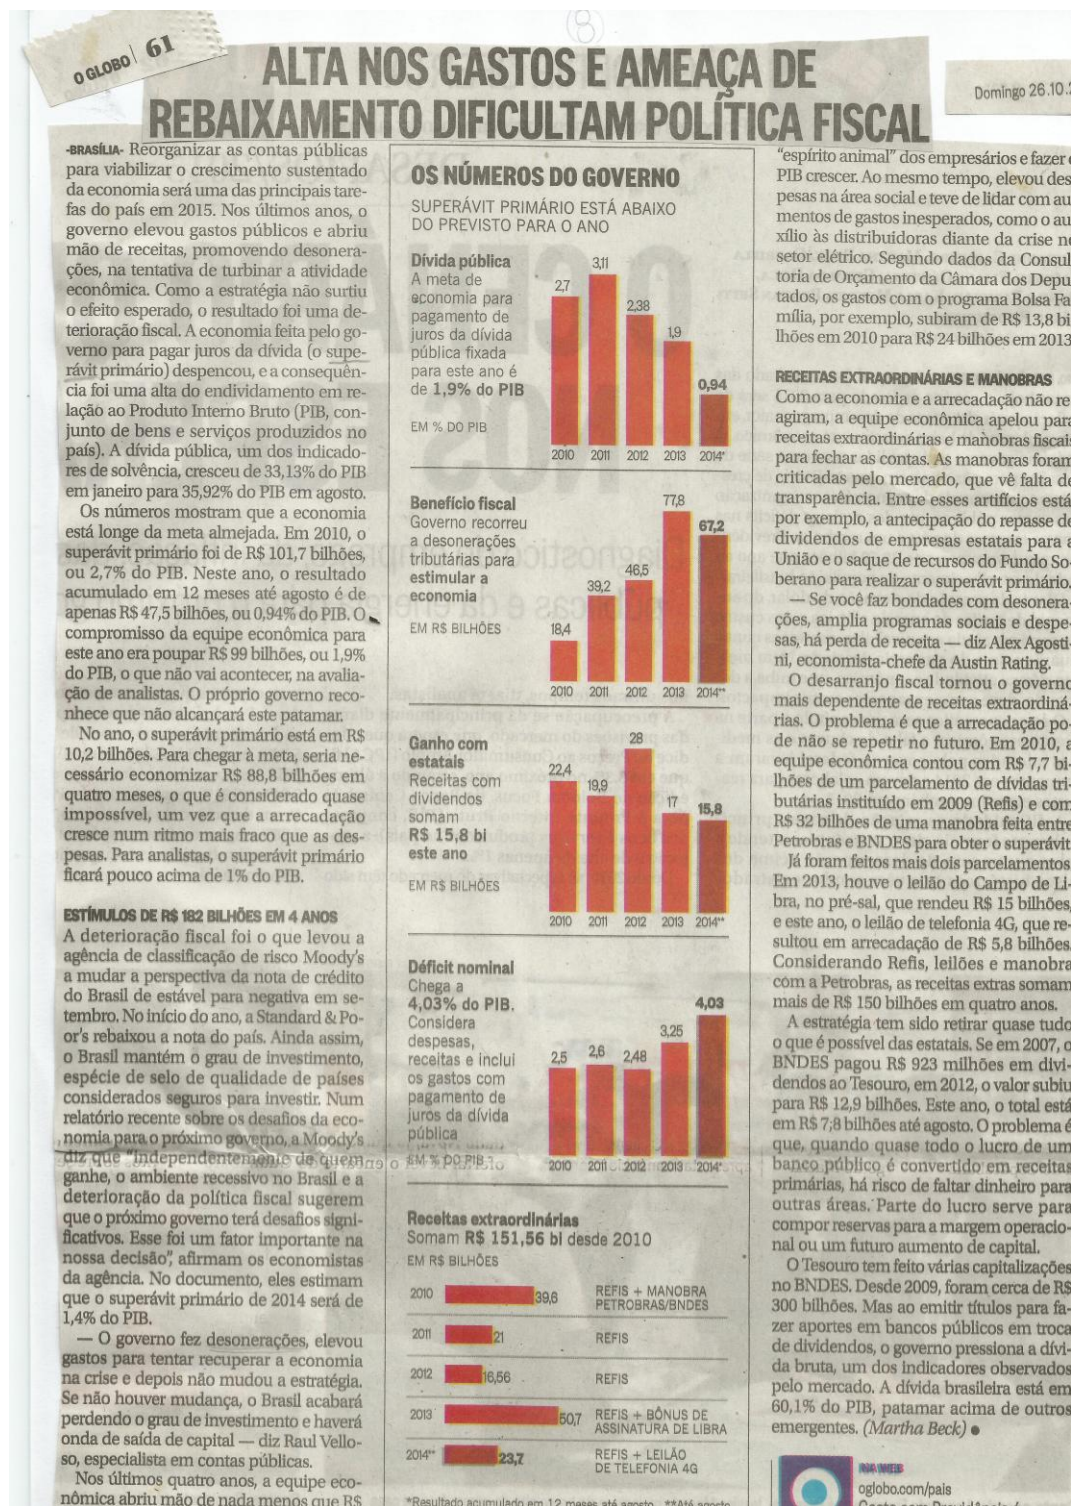 8
O GLOBO | 61
Domingo 26.10.
ALTA NOS GASTOS E AMEAÇA DE
REBAIXAMENTO DIFICULTAM POLÍTICA FISCAL
-BRASÍLIA- Reorganizar as contas públicas
para viabilizar o crescimento sustentado
da economia será uma das principais tare-
fas do país em 2015. Nos últimos anos, o
governo elevou gastos públicos e abriu
mão de receitas, promovendo desonera-
ções, na tentativa de turbinar a atividade
econômica. Como a estratégia não surtiu
o efeito esperado, o resultado foi uma de-
terioração fiscal. A economia feita pelo go-
verno para pagar juros da dívida (o supe-
rávit primário) despencou, e a consequên-
cia foi uma alta do endividamento em re-
lação ao Produto Interno Bruto (PIB, con-
junto de bens e serviços produzidos no
país). A dívida pública, um dos indicado-
res de solvência, cresceu de 33,13% do PIB
em janeiro para 35,92% do PIB em agosto.
Os números mostram que a economia
está longe da meta almejada. Em 2010, o
superávit primário foi de R$ 101,7 bilhões,
ou 2,7% do PIB. Neste ano, o resultado
acumulado em 12 meses até agosto é de
apenas R$ 47,5 bilhões, ou 0,94% do PIB. O
compromisso da equipe econômica para
este ano era poupar R$ 99 bilhões, ou 1,9%
do PIB, o que não vai acontecer, na avalia-
ção de analistas. O próprio governo reco-
nhece que não alcançará este patamar.
No ano, o superávit primário está em R$
10,2 bilhões. Para chegar à meta, seria ne-
cessário economizar R$ 88,8 bilhões em
quatro meses, o que é considerado quase
impossível, um vez que a arrecadação
cresce num ritmo mais fraco que as des-
pesas. Para analistas, o superávit primário
ficará pouco acima de 1% do PIB.
ESTÍMULOS DE R$ 182 BILHÕES EM 4 ANOS
A deterioração fiscal foi o que levou a
agência de classificação de risco Moody's
a mudar a perspectiva da nota de crédito
do Brasil de estável para negativa em se-
tembro. No início do ano, a Standard & Po-
or's rebaixou a nota do país. Ainda assim,
o Brasil mantém o grau de investimento,
espécie de selo de qualidade de países
considerados seguros para investir. Num
relatório recente sobre os desafios da eco-
nomia para o próximo governo, a Moody's
diz que "independentemente de quem
ganhe, o ambiente recessivo no Brasil e a
deterioração da política fiscal sugerem
que o próximo governo terá desafios signi-
ficativos. Esse foi um fator importante na
nossa decisão", afirmam os economistas
da agência. No documento, eles estimam
que o superávit primário de 2014 será de
1,4% do PIB.
— O governo fez desonerações, elevou
gastos para tentar recuperar a economia
na crise e depois não mudou a estratégia.
Se não houver mudança, o Brasil acabará
perdendo o grau de investimento e haverá
onda de saída de capital — diz Raul Vello-
so, especialista em contas públicas.
Nos últimos quatro anos, a equipe eco-
nômica abriu mão de nada menos que R$
OS NÚMEROS DO GOVERNO
SUPERÁVIT PRIMÁRIO ESTÁ ABAIXO
DO PREVISTO PARA O ANO
Dívida pública
A meta de
economia para
pagamento de
juros da dívida
pública fixada
para este ano é
de 1,9% do PIB
EM % DO PIB
2,7
3,11
2,38
1,9
0,94
2010 2011 2012 2013 2014*
Benefício fiscal
Governo recorreu
a desonerações
tributárias para
estimular a
economia
EM R$ BILHÕES
18,4
39,2
46,5
77,8
67,2
2010 2011 2012 2013 2014**
Ganho com
estatais
Receitas com
dividendos
somam
R$ 15,8 bi
este ano
EM R$ BILHÕES
22,4
19,9
28
17
15,8
2010 2011 2012 2013 2014**
Déficit nominal
Chega a
4,03% do PIB.
Considera
despesas,
receitas e inclui
os gastos com
pagamento de
juros da dívida
pública
EM % DO PIB
2,5
2,6
2,48
3,25
4,03
2010 2011 2012 2013 2014*
Receitas extraordinárias
Somam R$ 151,56 bi desde 2010
EM R$ BILHÕES
2010 39,6 REFIS + MANOBRA
PETROBRAS/BNDES
2011 21 REFIS
2012 16,56 REFIS
2013 50,7 REFIS + BÔNUS DE
ASSINATURA DE LIBRA
2014** 23,7 REFIS + LEILÃO
DE TELEFONIA 4G
*Resultado acumulado em 12 meses até agosto **Até agosto
"espírito animal" dos empresários e fazer
PIB crescer. Ao mesmo tempo, elevou des
pesas na área social e teve de lidar com au
mentos de gastos inesperados, como o au
xílio às distribuidoras diante da crise no
setor elétrico. Segundo dados da Consul
toria de Orçamento da Câmara dos Depu
tados, os gastos com o programa Bolsa Fa
mília, por exemplo, subiram de R$ 13,8 bi
lhões em 2010 para R$ 24 bilhões em 2013
RECEITAS EXTRAORDINÁRIAS E MANOBRAS
Como a economia e a arrecadação não re
agiram, a equipe econômica apelou para
receitas extraordinárias e manobras fiscais
para fechar as contas. As manobras foram
criticadas pelo mercado, que vê falta de
transparência. Entre esses artifícios está
por exemplo, a antecipação do repasse de
dividendos de empresas estatais para a
União e o saque de recursos do Fundo So-
berano para realizar o superávit primário.
— Se você faz bondades com desonera-
ções, amplia programas sociais e despe-
sas, há perda de receita — diz Alex Agosti-
ni, economista-chefe da Austin Rating.
O desarranjo fiscal tornou o governo
mais dependente de receitas extraordiná-
rias. O problema é que a arrecadação po-
de não se repetir no futuro. Em 2010, a
equipe econômica contou com R$ 7,7 bi-
lhões de um parcelamento de dívidas tri-
butárias instituído em 2009 (Refis) e com
R$ 32 bilhões de uma manobra feita entre
Petrobras e BNDES para obter o superávit
Já foram feitos mais dois parcelamentos
Em 2013, houve o leilão do Campo de Li-
bra, no pré-sal, que rendeu R$ 15 bilhões,
e este ano, o leilão de telefonia 4G, que re-
sultou em arrecadação de R$ 5,8 bilhões.
Considerando Refis, leilões e manobra
com a Petrobras, as receitas extras somam
mais de R$ 150 bilhões em quatro anos.
A estratégia tem sido retirar quase tudo
o que é possível das estatais. Se em 2007, o
BNDES pagou R$ 923 milhões em divi-
dendos ao Tesouro, em 2012, o valor subiu
para R$ 12,9 bilhões. Este ano, o total está
em R$ 7,8 bilhões até agosto. O problema é
que, quando quase todo o lucro de um
banco público é convertido em receitas
primárias, há risco de faltar dinheiro para
outras áreas. Parte do lucro serve para
compor reservas para a margem operacio-
nal ou um futuro aumento de capital.
O Tesouro tem feito várias capitalizações
no BNDES. Desde 2009, foram cerca de R$
300 bilhões. Mas ao emitir títulos para fa-
zer aportes em bancos públicos em troca
de dividendos, o governo pressiona a dívi-
da bruta, um dos indicadores observados
pelo mercado. A dívida brasileira está em
60,1% do PIB, patamar acima de outros
emergentes. (Martha Beck) ●
NA WEB
oglobo.com/pais